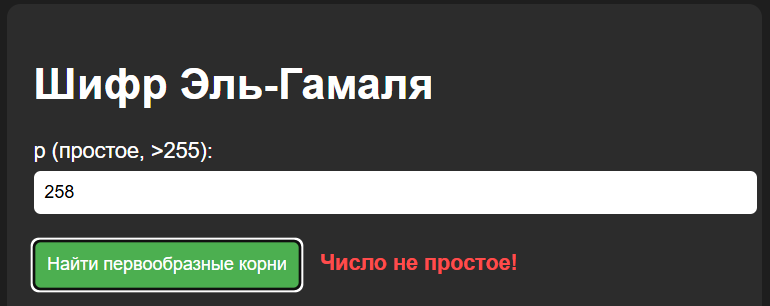 Шифр Эль-Гамаля
p (простое, >255):
258
Найти первообразные корни
Число не простое!